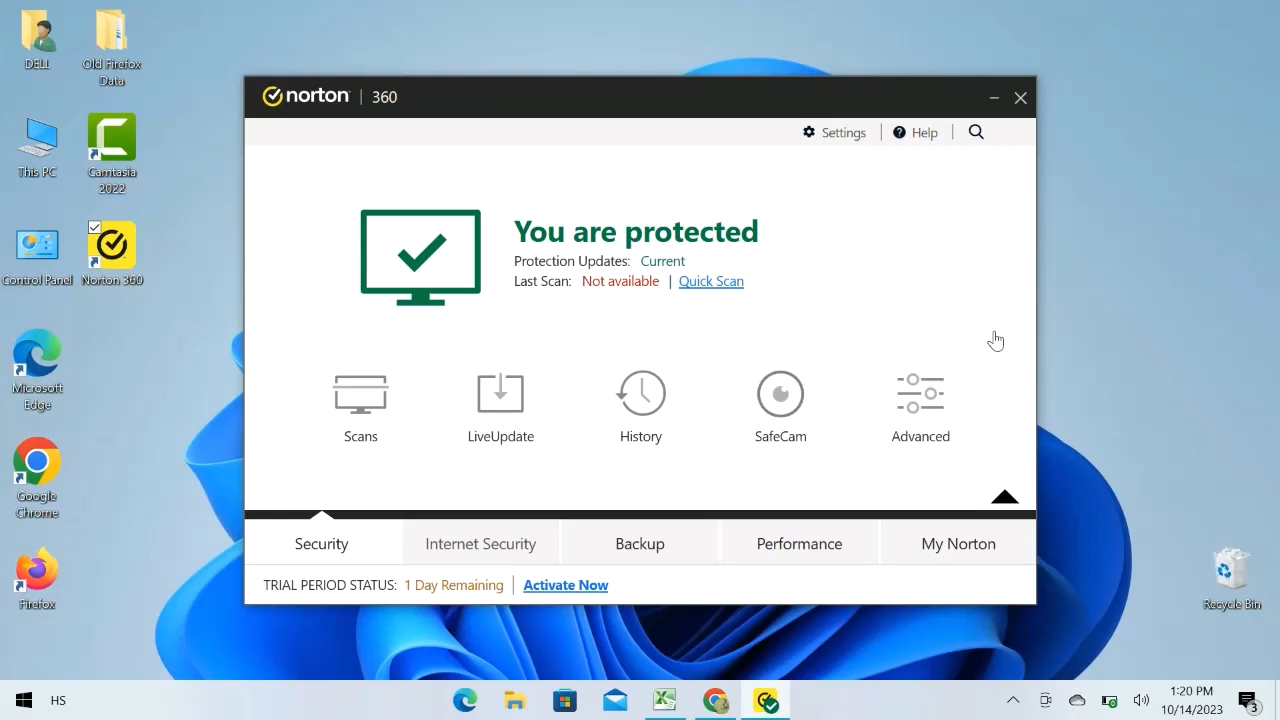 DELL
Old Firefox
Data
This PC
Camtasia
2022
Control Panel
Norton 360
Microsoft
Edge
Google
Chrome
Firefox
Recycle Bin
norton | 360
Settings
Help
You are protected
Protection Updates: Current
Last Scan: Not available | Quick Scan
Scans
LiveUpdate
History
SafeCam
Advanced
Security
Internet Security
Backup
Performance
My Norton
TRIAL PERIOD STATUS: 1 Day Remaining | Activate Now
HS
1:20 PM
10/14/2023
3